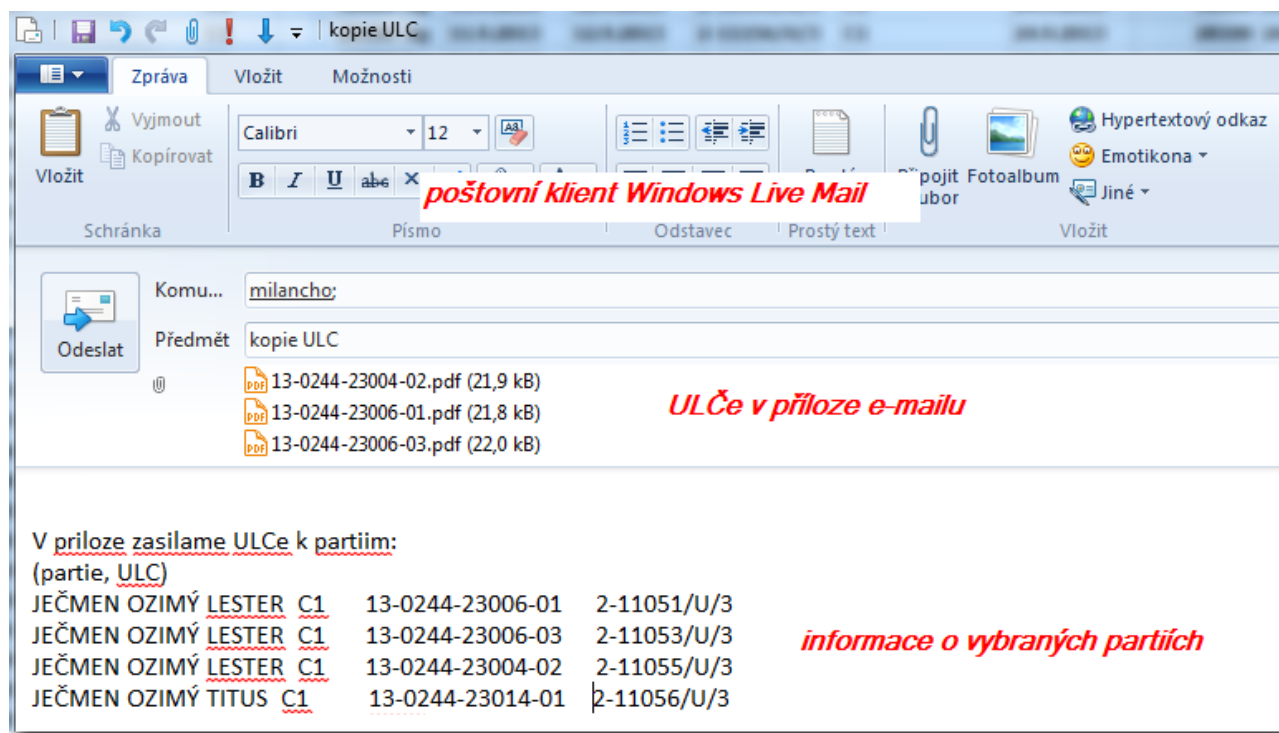 kopie ULC
Zpráva Vložit Možnosti
Vyjmout
Kopírovat
Vložit
Calibri 12
B I U abc
Schránka Písmo Odstavec Prostý text Vložit
Fotoalbum
Hypertextový odkaz
Emotikona
Jiné
poštovní klient Windows Live Mail
Odeslat
Komu... milancho;
Předmět kopie ULC
13-0244-23004-02.pdf (21,9 kB)
13-0244-23006-01.pdf (21,8 kB)
13-0244-23006-03.pdf (22,0 kB)
ULČe v příloze e-mailu
V priloze zasilame ULCe k partiim:
(partie, ULC)
JEČMEN OZIMÝ LESTER C1 13-0244-23006-01 2-11051/U/3
JEČMEN OZIMÝ LESTER C1 13-0244-23006-03 2-11053/U/3
JEČMEN OZIMÝ LESTER C1 13-0244-23004-02 2-11055/U/3
JEČMEN OZIMÝ TITUS C1 13-0244-23014-01 2-11056/U/3
informace o vybraných partiích